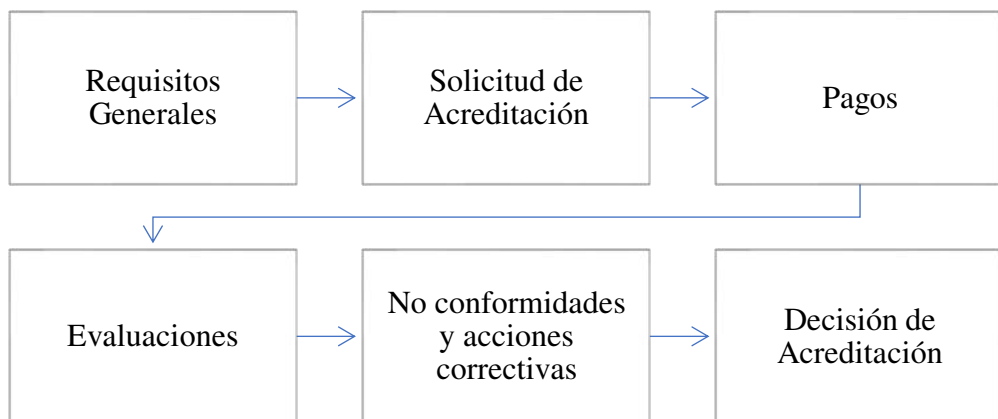 Requisitos
Generales
Solicitud de
Acreditación
Pagos
Evaluaciones
No conformidades
y acciones
correctivas
Decisión de
Acreditación